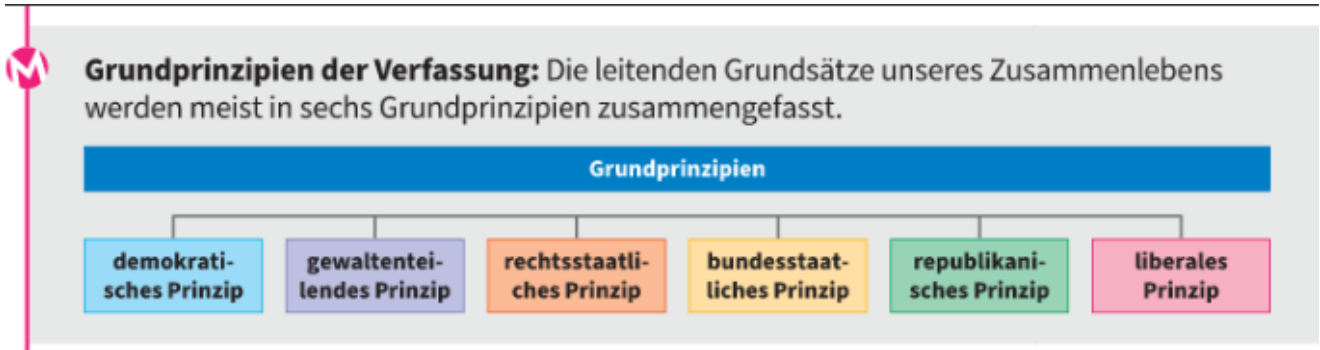 M
Grundprinzipien der Verfassung: Die leitenden Grundsätze unseres Zusammenlebens
werden meist in sechs Grundprinzipien zusammengefasst.
Grundprinzipien
demokrati-
sches Prinzip
gewaltentei-
lendes Prinzip
rechtsstaatli-
ches Prinzip
bundesstaat-
liches Prinzip
republikani-
sches Prinzip
liberales
Prinzip